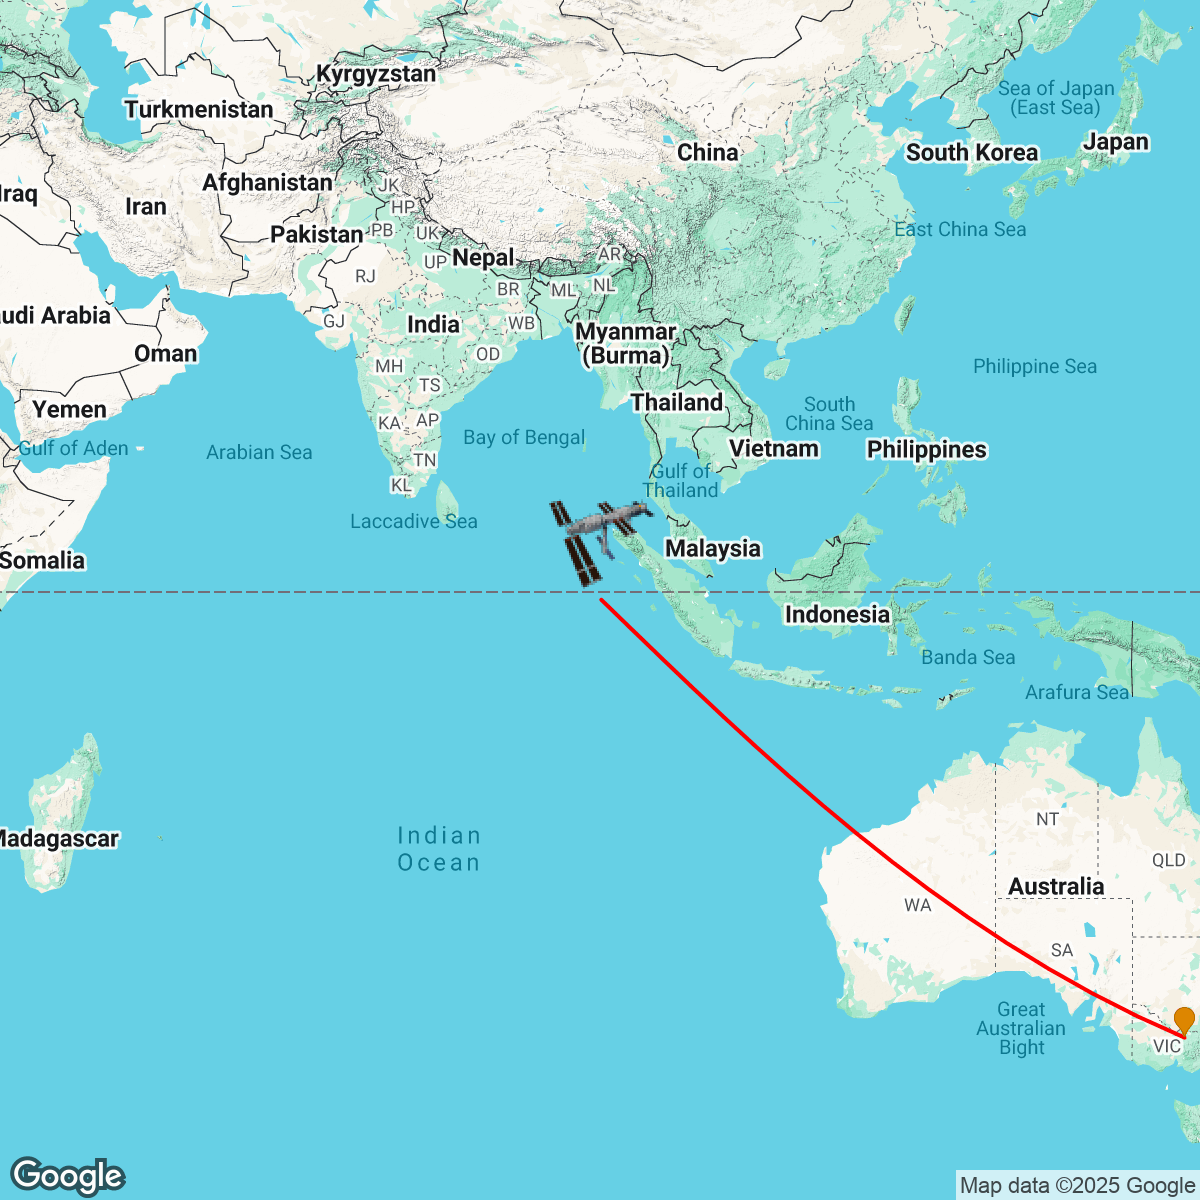 Kyrgyzstan
Turkmenistan
Sea of Japan
(East Sea)
Japan
China
South Korea
Afghanistan
JK
Iraq
Iran
HP
Pakistan
PB
UK
East China Sea
Nepal
AR
UP
RJ
BR
ML
NL
udi Arabia
GJ
India
WB
Myanmar
(Burma)
Oman
OD
MH
Philippine Sea
TS
Yemen
Thailand
South
China Sea
KA
AP
Gulf of Aden
Arabian Sea
Bay of Bengal
Vietnam
Philippines
TN
KL
Gulf of
Thailand
Laccadive Sea
Malaysia
Somalia
Indonesia
Banda Sea
Arafura Sea
NT
Madagascar
Indian
Ocean
QLD
Australia
WA
SA
Great
Australian
Bight
VIC
Google
Map data ©2025 Google